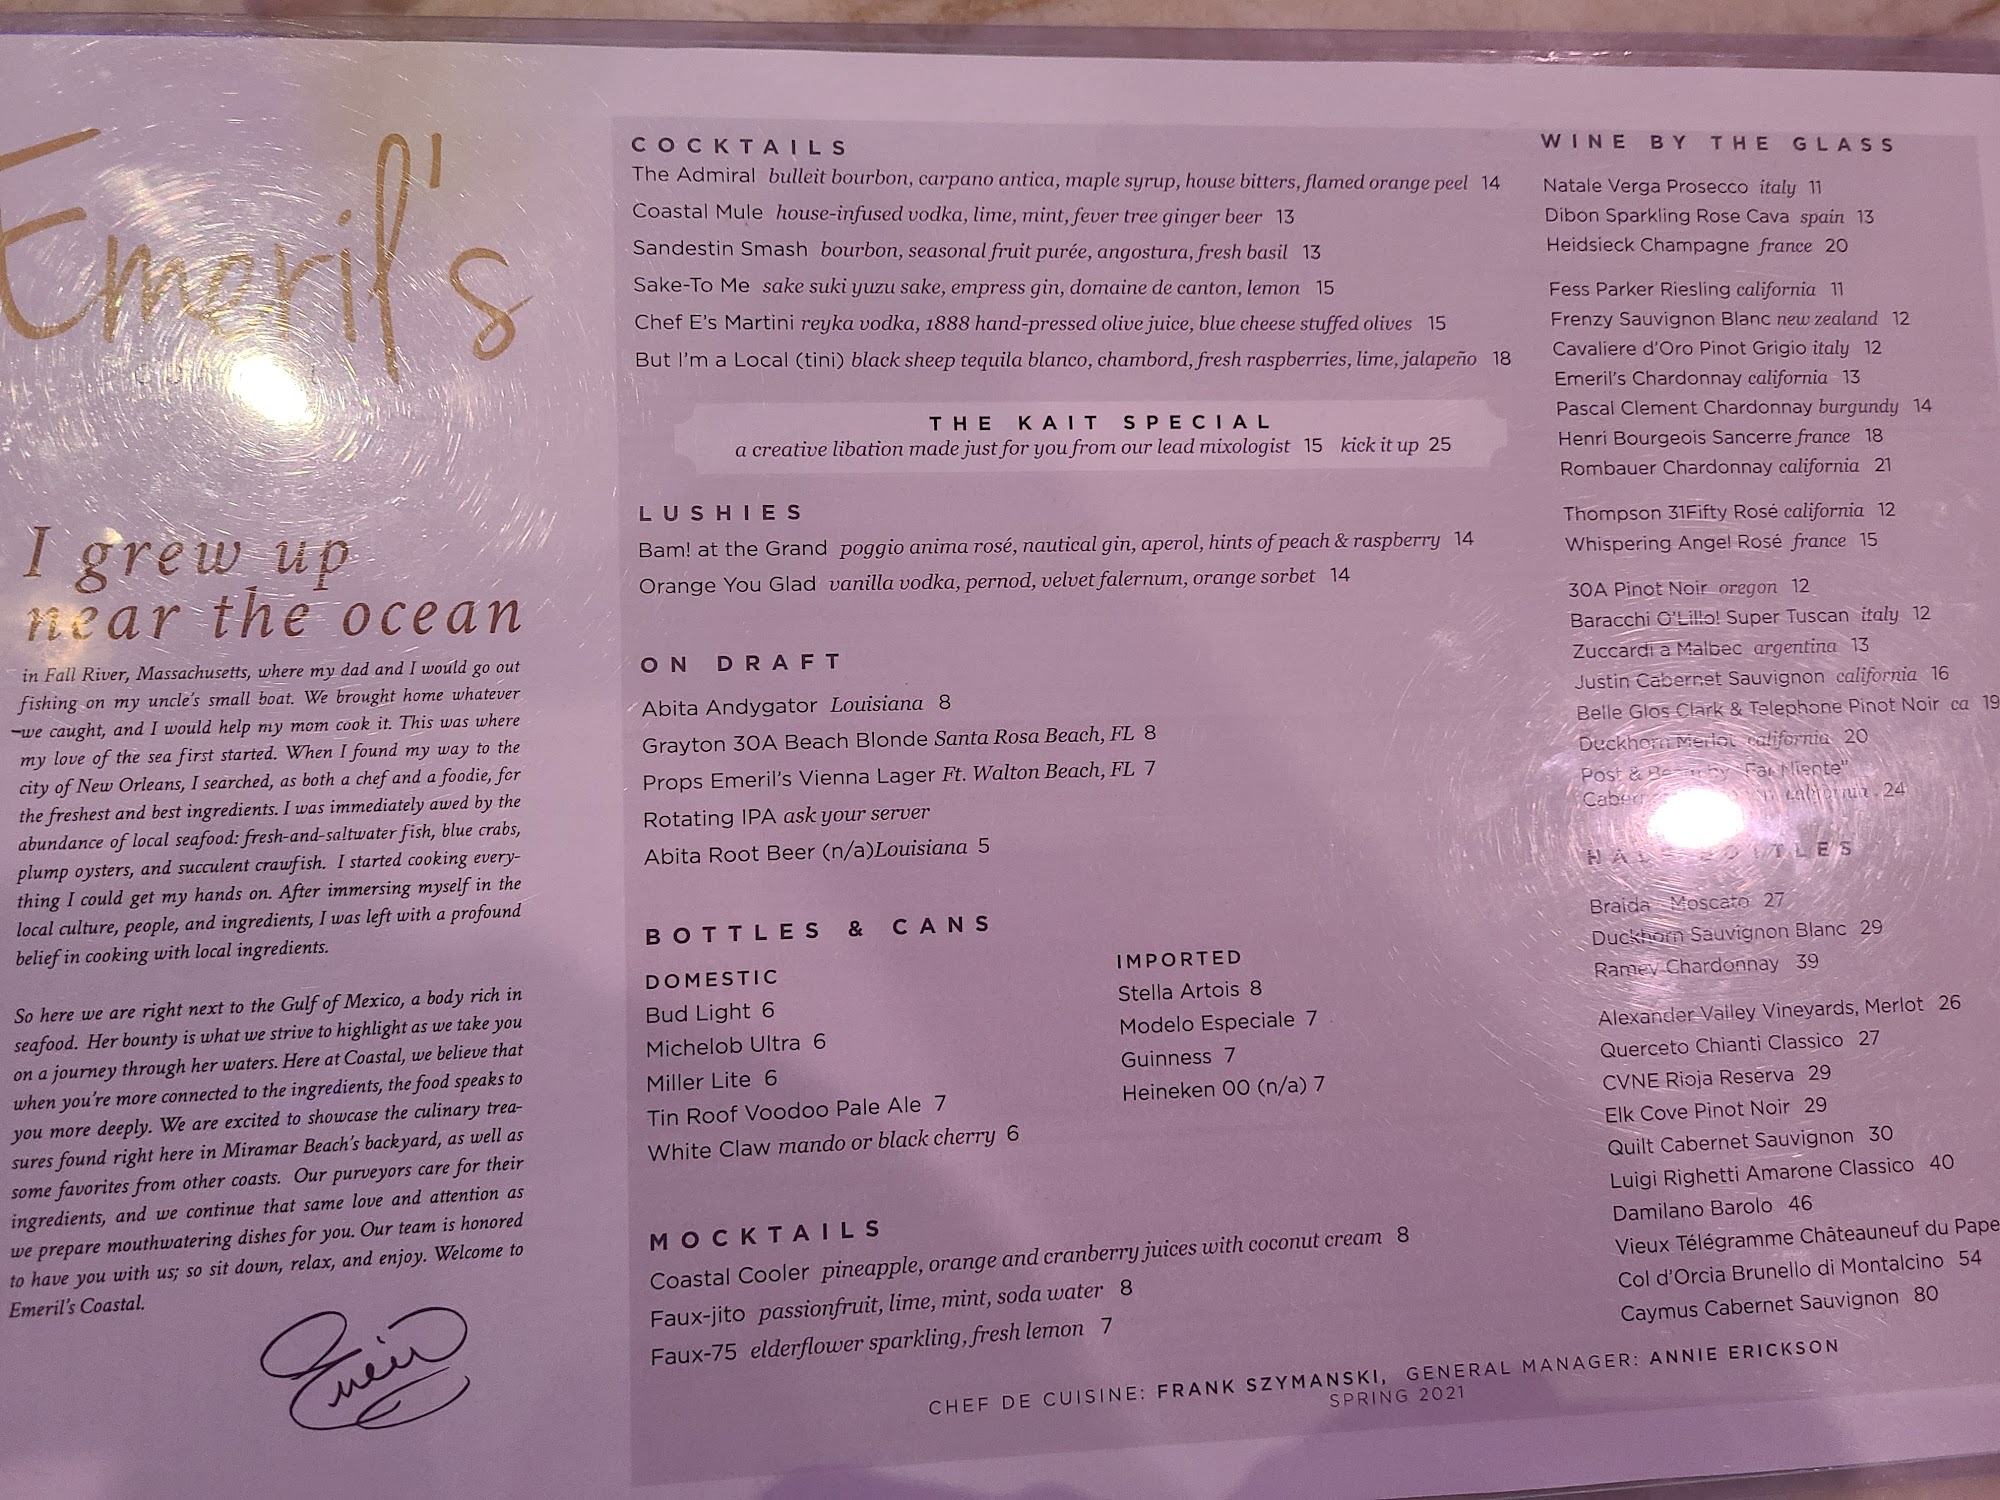 Emeril's
I grew up
near the ocean
in Fall River, Massachusetts, where my dad and I would go out
fishing on my uncle's small boat. We brought home whatever
we caught, and I would help my mom cook it. This was where
my love of the sea first started. When I found my way to the
city of New Orleans, I searched, as both a chef and a foodie, for
the freshest and best ingredients. I was immediately awed by the
abundance of local seafood: fresh-and-saltwater fish, blue crabs,
plump oysters, and succulent crawfish. I started cooking every-
thing I could get my hands on. After immersing myself in the
local culture, people, and ingredients, I was left with a profound
belief in cooking with local ingredients.
So here we are right next to the Gulf of Mexico, a body rich in
seafood. Her bounty is what we strive to highlight as we take you
on a journey through her waters. Here at Coastal, we believe that
when you're more connected to the ingredients, the food speaks to
you more deeply. We are excited to showcase the culinary trea-
sures found right here in Miramar Beach's backyard, as well as
some favorites from other coasts. Our purveyors care for their
ingredients, and we continue that same love and attention as
we prepare mouthwatering dishes for you. Our team is honored
to have you with us; so sit down, relax, and enjoy. Welcome to
Emeril's Coastal.
Emeril
COCKTAILS
The Admiral bulleit bourbon, carpano antica, maple syrup, house bitters, flamed orange peel 14
Coastal Mule house-infused vodka, lime, mint, fever tree ginger beer 13
Sandestin Smash bourbon, seasonal fruit purée, angostura, fresh basil 13
Sake-To Me sake suki yuzu sake, empress gin, domaine de canton, lemon 15
Chef E's Martini reyka vodka, 1888 hand-pressed olive juice, blue cheese stuffed olives 15
But I'm a Local (tini) black sheep tequila blanco, chambord, fresh raspberries, lime, jalapeño 18
THE KAIT SPECIAL
a creative libation made just for you from our lead mixologist 15 kick it up 25
LUSHIES
Bam! at the Grand poggio anima rosé, nautical gin, aperol, hints of peach & raspberry 14
Orange You Glad vanilla vodka, pernod, velvet falernum, orange sorbet 14
ON DRAFT
Abita Andygator Louisiana 8
Grayton 30A Beach Blonde Santa Rosa Beach, FL 8
Props Emeril's Vienna Lager Ft. Walton Beach, FL 7
Rotating IPA ask your server
Abita Root Beer (n/a)Louisiana 5
BOTTLES & CANS
DOMESTIC
Bud Light 6
Michelob Ultra 6
Miller Lite 6
Tin Roof Voodoo Pale Ale 7
White Claw mando or black cherry 6
IMPORTED
Stella Artois 8
Modelo Especiale 7
Guinness 7
Heineken 00 (n/a) 7
MOCKTAILS
Coastal Cooler pineapple, orange and cranberry juices with coconut cream 8
Faux-jito passionfruit, lime, mint, soda water 8
Faux-75 elderflower sparkling, fresh lemon 7
WINE BY THE GLASS
Natale Verga Prosecco italy 11
Dibon Sparkling Rose Cava spain 13
Heidsieck Champagne france 20
Fess Parker Riesling california 11
Frenzy Sauvignon Blanc new zealand 12
Cavaliere d'Oro Pinot Grigio italy 12
Emeril's Chardonnay california 13
Pascal Clement Chardonnay burgundy 14
Henri Bourgeois Sancerre france 18
Rombauer Chardonnay california 21
Thompson 31Fifty Rosé california 12
Whispering Angel Rosé france 15
30A Pinot Noir oregon 12
Baracchi O'Lillo! Super Tuscan italy 12
Zuccardi a Malbec argentina 13
Justin Cabernet Sauvignon california 16
Belle Glos Clark & Telephone Pinot Noir ca 19
Duckhorn Merlot california 20
Post & by "Far Niente"
california 24
HALF BOTTLES
Braida Moscato 27
Duckhorn Sauvignon Blanc 29
Ramey Chardonnay 39
Alexander Valley Vineyards, Merlot 26
Querceto Chianti Classico 27
CVNE Rioja Reserva 29
Elk Cove Pinot Noir 29
Quilt Cabernet Sauvignon 30
Luigi Righetti Amarone Classico 40
Damilano Barolo 46
Vieux Télégramme Châteauneuf du Pape
Col d'Orcia Brunello di Montalcino 54
Caymus Cabernet Sauvignon 80
CHEF DE CUISINE: FRANK SZYMANSKI, GENERAL MANAGER: ANNIE ERICKSON
SPRING 2021